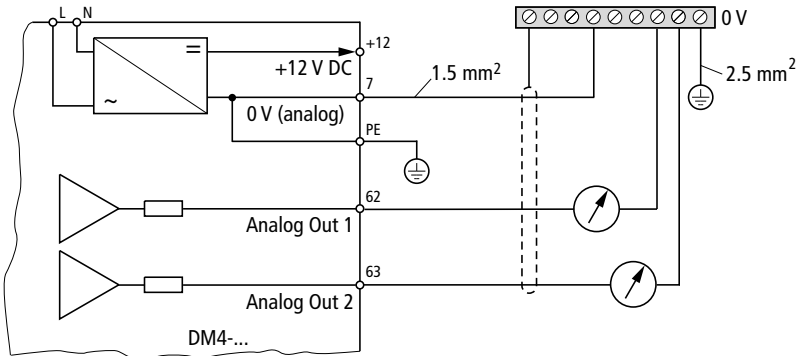 L N
0 V
+12
+12 V DC
=
~
7
1.5 mm²
2.5 mm²
0 V (analog)
PE
62
Analog Out 1
63
Analog Out 2
DM4-...